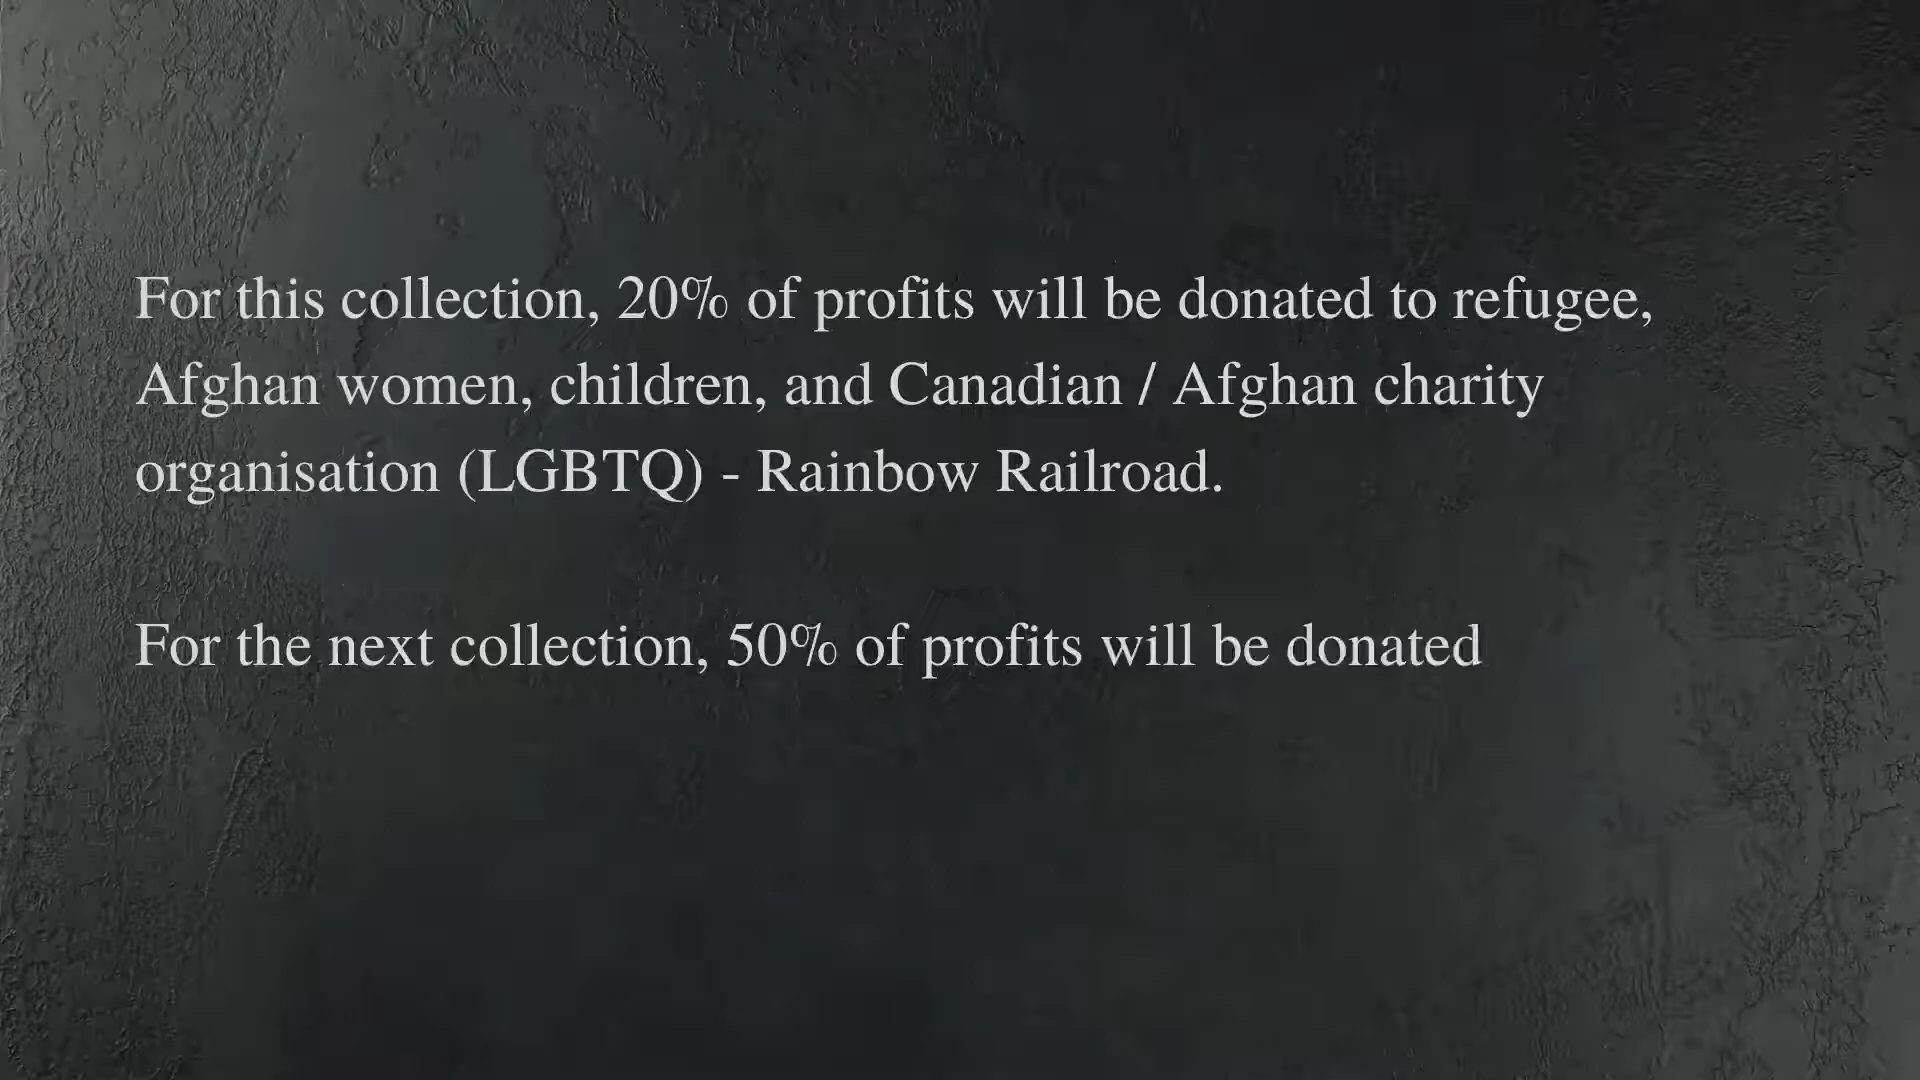 For this collection, 20% of profits will be donated to refugee,
Afghan women, children, and Canadian / Afghan charity
organisation (LGBTQ) - Rainbow Railroad.
For the next collection, 50% of profits will be donated